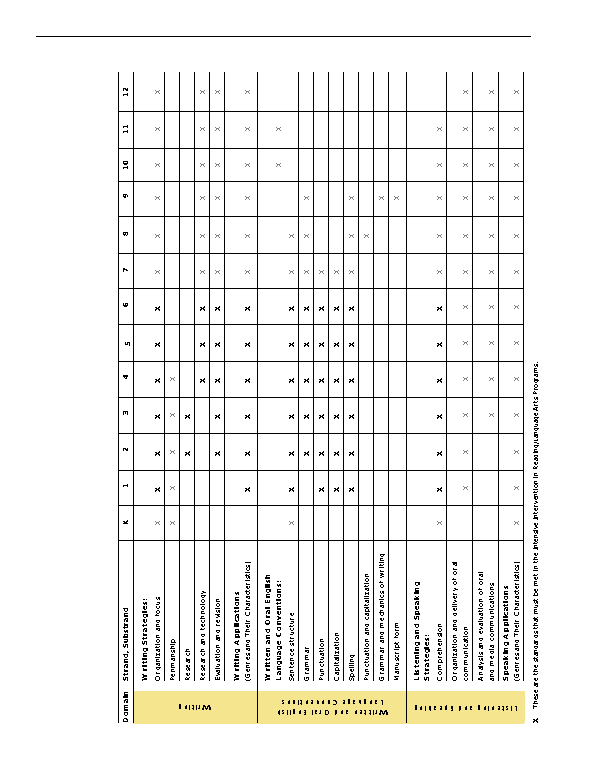 Domain Strand, Substrand K 1 2 3 4 5 6 7 8 9 10 11 12
Writing
Writing Strategies:
Organization and focus x x x x x x x x x x x x x
Penmanship x x x x x
Research x x
Research and technology x x x x x x x x x
Evaluation and revision x x x x x x x x x x x
Writing Applications
(Genres and Their Characteristics) x x x x x x x x x x x x
Written and Oral English
Language Conventions
Written and Oral English
Language Conventions: x x
Sentence structure x x x x x x x x x
Grammar x x x x x x x x
Punctuation x x x x x x x
Capitalization x x x x x x x
Spelling x x x x x x x x x
Punctuation and capitalization x
Grammar and mechanics of writing x
Manuscript form x
Listening and Speaking
Listening and Speaking
Strategies:
Comprehension x x x x x x x x x x x x
Organization and delivery of oral
communication x x x x x x x x x x x x
Analysis and evaluation of oral
and media communications x x x x x x x x x x
Speaking Applications
(Genres and Their Characteristics) x x x x x x x x x x x x x
X These are the standards that must be met in the Intensive Intervention in Reading/Language Arts Programs.